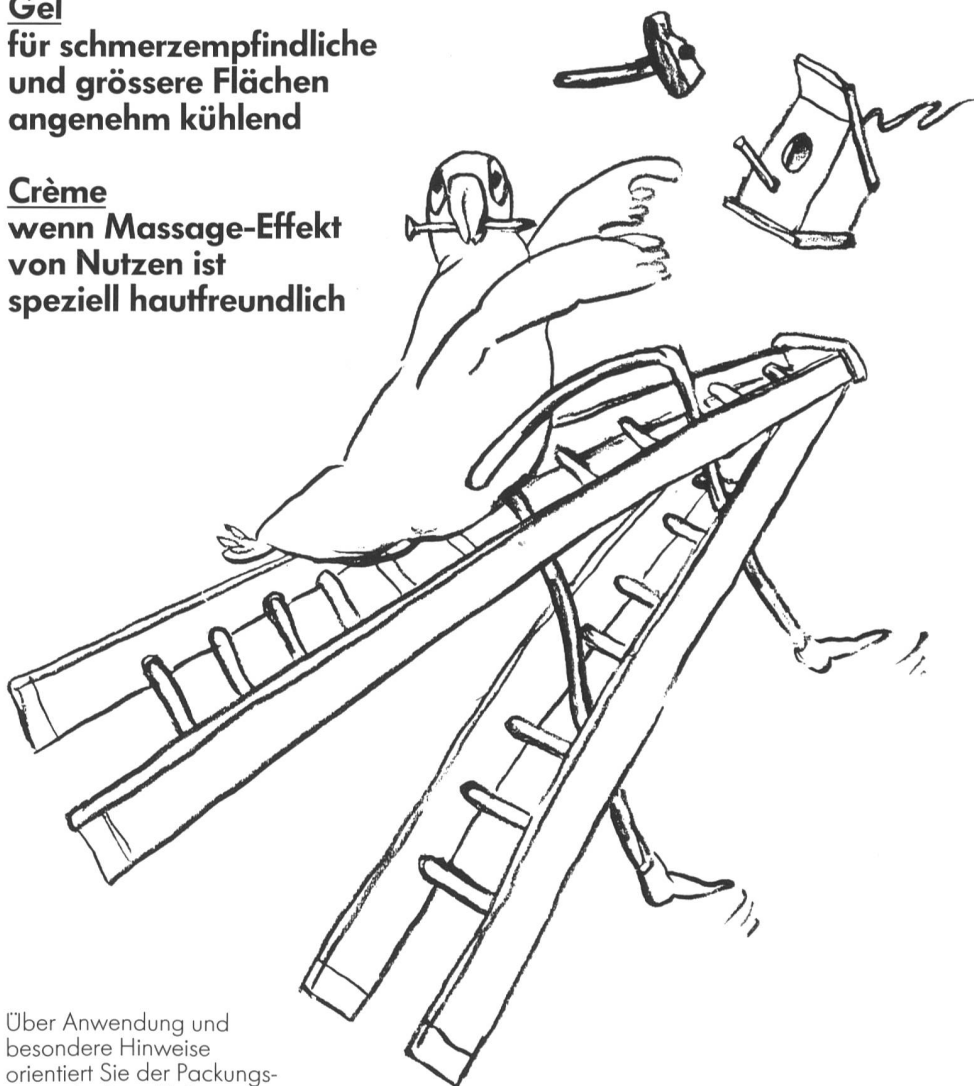 Gel
für schmerzempfindliche
und grössere Flächen
angenehm kühlend
Crème
wenn Massage-Effekt
von Nutzen ist
speziell hautfreundlich
Über Anwendung und
besondere Hinweise
orientiert Sie der Packungs-